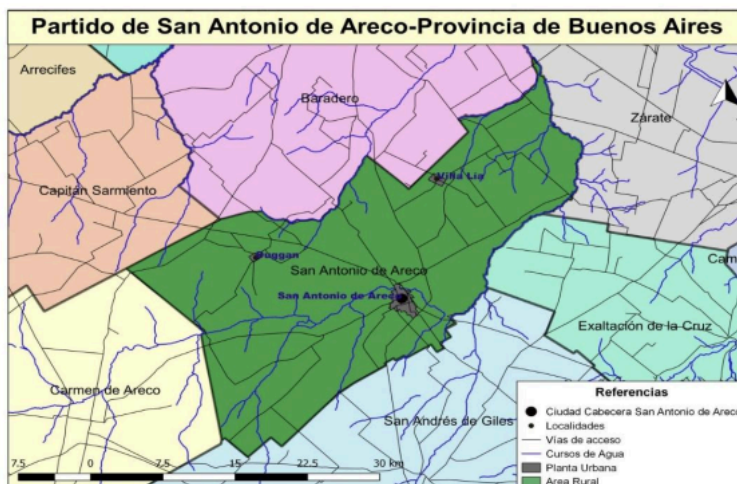 Partido de San Antonio de Areco-Provincia de Buenos Aires
Arrecifes
Baradero
Zárate
Capitán Sarmiento
Villa Lía
Duggan
San Antonio de Areco
San Antonio de Areco
Cam
Exaltación de la Cruz
Carmen de Areco
San Andrés de Giles
Referencias
Ciudad Cabecera San Antonio de Areco
Localidades
Vías de acceso
Cursos de Agua
Planta Urbana
Area Rural
7.5 0 7.5 15 22.5 30 km